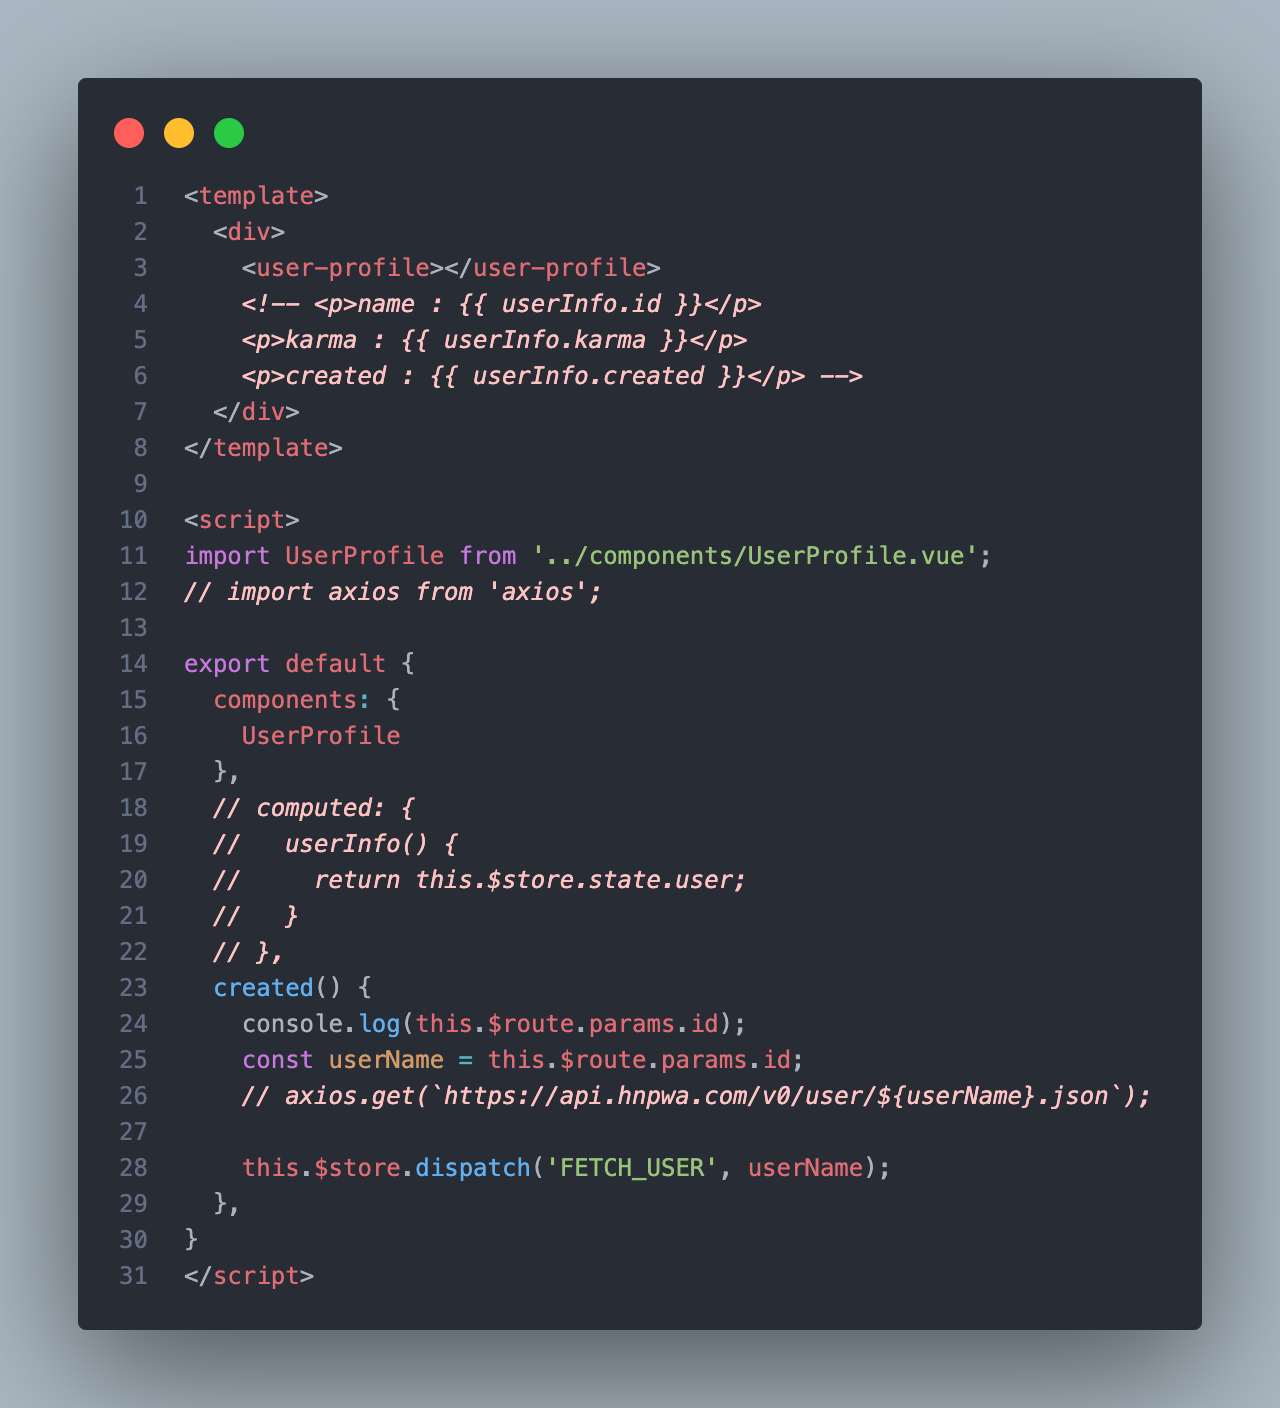 1 <template>
2   <div>
3     <user-profile></user-profile>
4     <!-- <p>name : {{ userInfo.id }}</p>
5     <p>karma : {{ userInfo.karma }}</p>
6     <p>created : {{ userInfo.created }}</p> -->
7   </div>
8 </template>
9
10 <script>
11 import UserProfile from '../components/UserProfile.vue';
12 // import axios from 'axios';
13
14 export default {
15   components: {
16     UserProfile
17   },
18   // computed: {
19   //   userInfo() {
20   //     return this.$store.state.user;
21   //   }
22   // },
23   created() {
24     console.log(this.$route.params.id);
25     const userName = this.$route.params.id;
26     // axios.get(`https://api.hnpwa.com/v0/user/${userName}.json`);
27
28     this.$store.dispatch('FETCH_USER', userName);
29   },
30 }
31 </script>